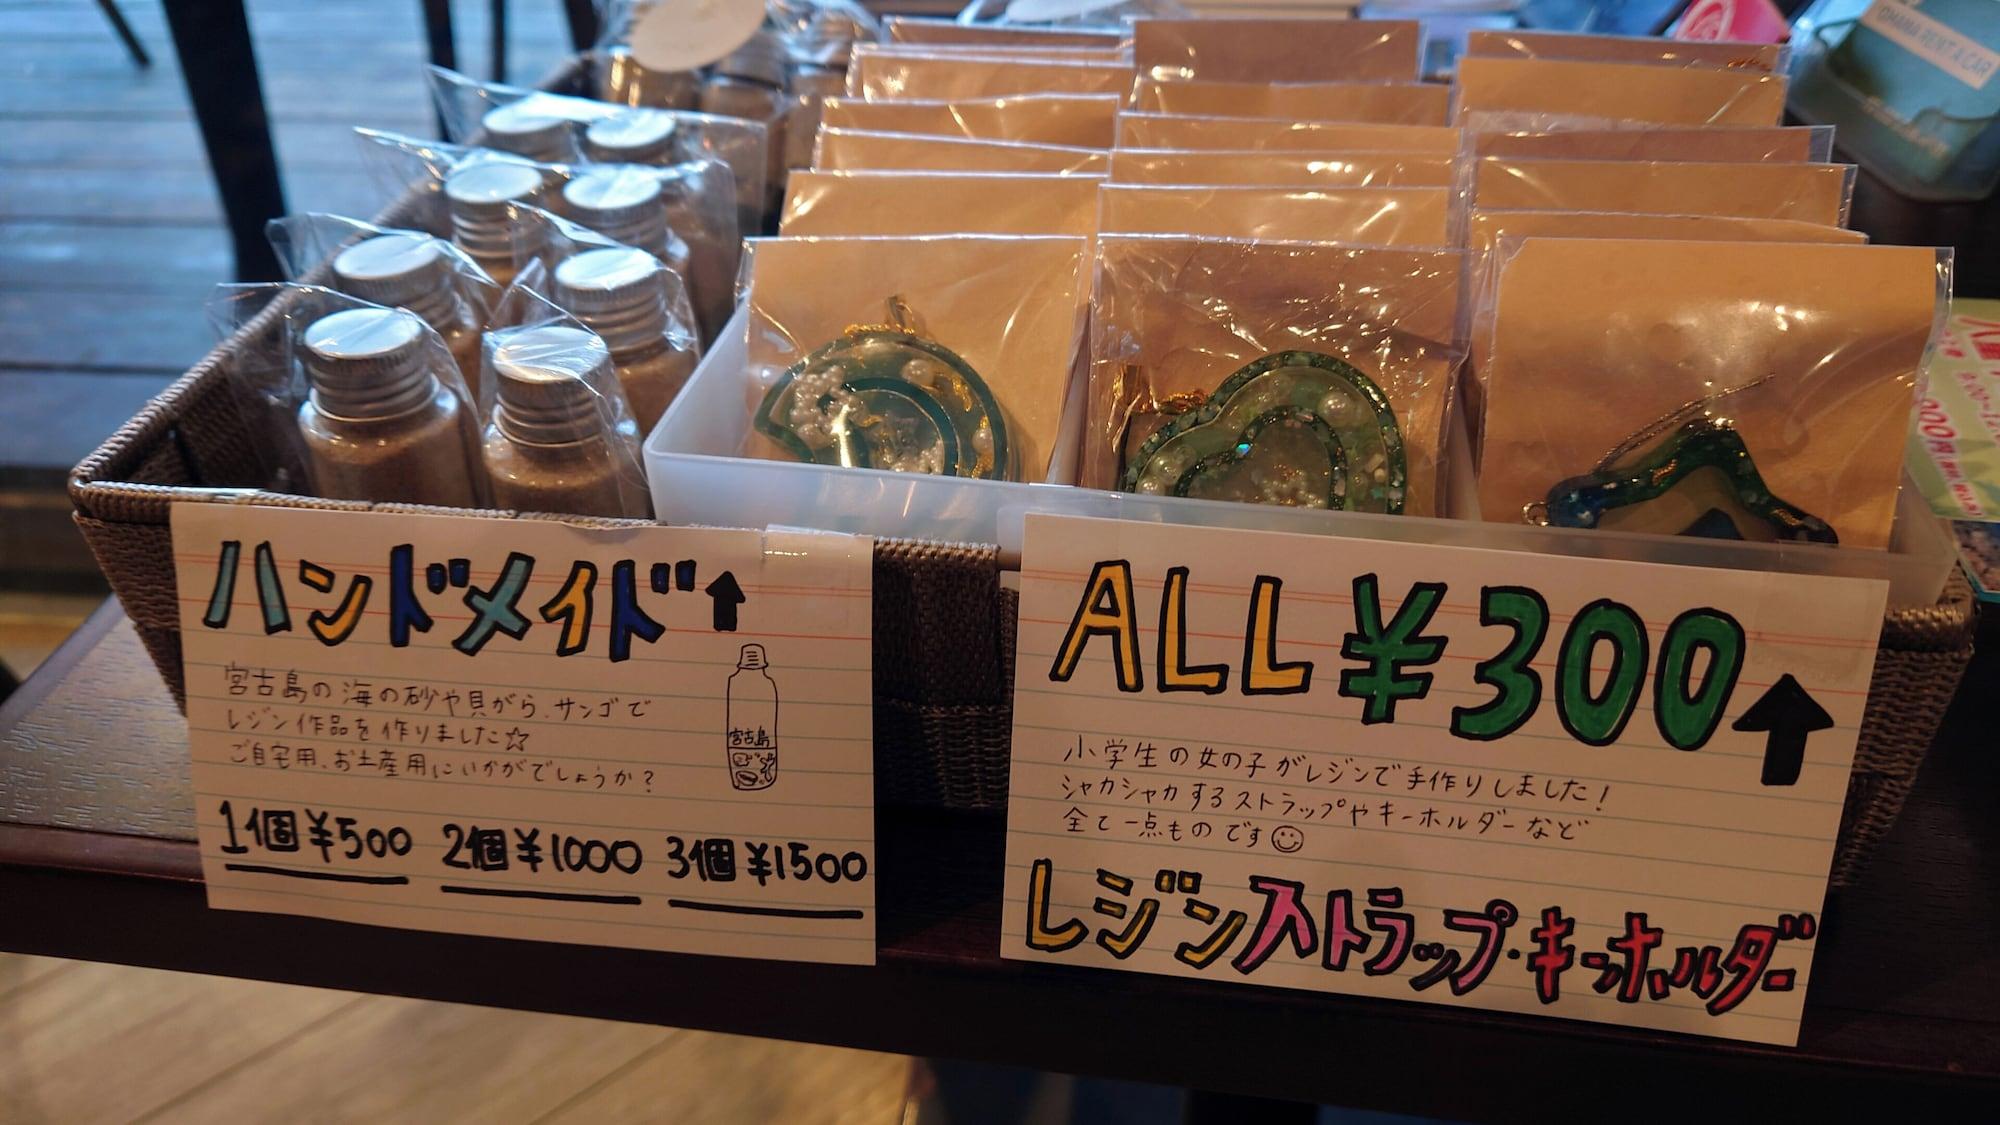 ハンドメイド↑
宮古島の海の砂や貝がら、サンゴで
レジン作品を作りました☆
ご自宅用、お土産用にいかがでしょうか?
宮古島
1個¥500 2個¥1000 3個¥1500
ALL ¥300↑
小学生の女の子がレジンで手作りしました!
シャカシャカするストラップやキーホルダーなど
全て一点ものです☺
レジンストラップ・キーホルダー
RENT-A-CAR